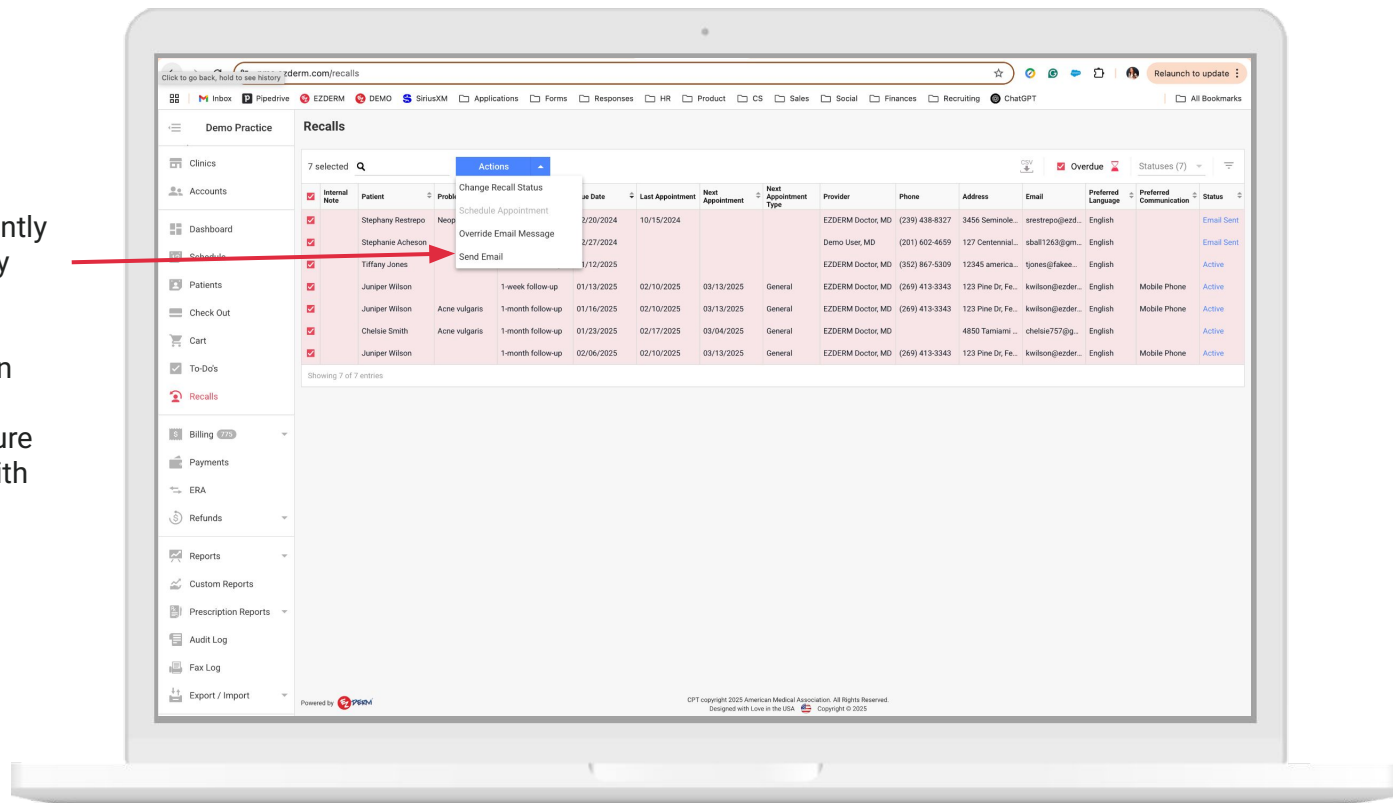 ntly
y
n
ure
ith
Click to go back, hold to see history
erm.com/recalls
Relaunch to update
Inbox Pipedrive EZDERM DEMO SiriusXM Applications Forms Responses HR Product CS Sales Social Finances Recruiting ChatGPT All Bookmarks
Demo Practice
Clinics
Accounts
Dashboard
Schedule
Patients
Check Out
Cart
To-Do's
Recalls
Billing 775
Payments
ERA
Refunds
Reports
Custom Reports
Prescription Reports
Audit Log
Fax Log
Export / Import
Recalls
7 selected Actions CSV Overdue Statuses (7)
Change Recall Status
Schedule Appointment
Override Email Message
Send Email
Internal Note Patient Proble ue Date Last Appointment Next Appointment Next Appointment Type Provider Phone Address Email Preferred Language Preferred Communication Status
Stephany Restrepo Neop 2/20/2024 10/15/2024 EZDERM Doctor, MD (239) 438-8327 3456 Seminole... srestrepo@ezd... English Email Sent
Stephanie Acheson 2/27/2024 Demo User, MD (201) 602-4659 127 Centennial... sball1263@gm... English Email Sent
Tiffany Jones 1/12/2025 EZDERM Doctor, MD (352) 867-5309 12345 america... tjones@fakee... English Active
Juniper Wilson 1-week follow-up 01/13/2025 02/10/2025 03/13/2025 General EZDERM Doctor, MD (269) 413-3343 123 Pine Dr, Fe... kwilson@ezder... English Mobile Phone Active
Juniper Wilson Acne vulgaris 1-month follow-up 01/16/2025 02/10/2025 03/13/2025 General EZDERM Doctor, MD (269) 413-3343 123 Pine Dr, Fe... kwilson@ezder... English Mobile Phone Active
Chelsie Smith Acne vulgaris 1-month follow-up 01/23/2025 02/17/2025 03/04/2025 General EZDERM Doctor, MD 4850 Tamiami ... chelsie757@g... English Active
Juniper Wilson 1-month follow-up 02/06/2025 02/10/2025 03/13/2025 General EZDERM Doctor, MD (269) 413-3343 123 Pine Dr, Fe... kwilson@ezder... English Mobile Phone Active
Showing 7 of 7 entries
Powered by EZDERM
CPT copyright 2025 American Medical Association. All Rights Reserved.
Designed with Love in the USA Copyright © 2025